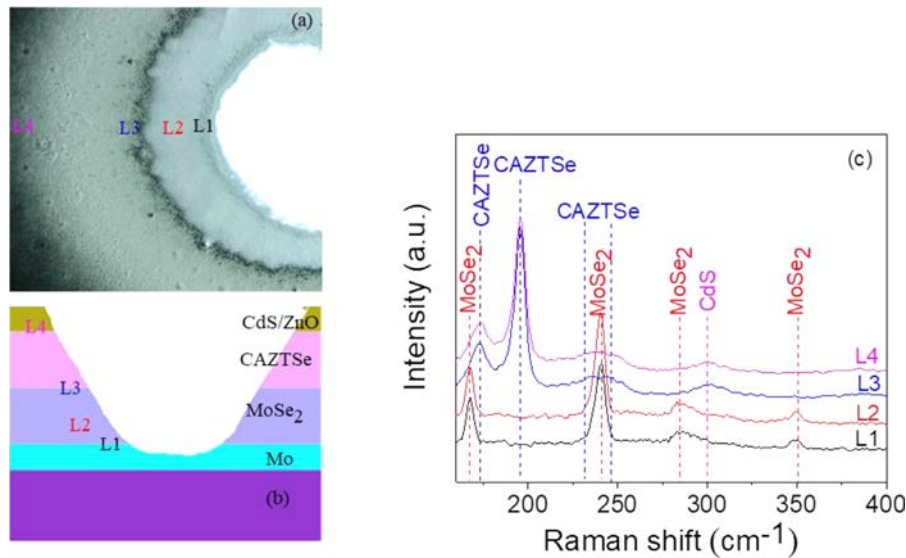 (a)
L4 L3 L2 L1
CdS/ZnO
L4
CAZTSe
L3
MoSe2
L2
L1
Mo
(b)
(c)
CAZTSe
CAZTSe
CAZTSe
MoSe2
MoSe2
MoSe2
CdS
MoSe2
L4
L3
L2
L1
Intensity (a.u.)
200 250 300 350 400
Raman shift (cm-1)